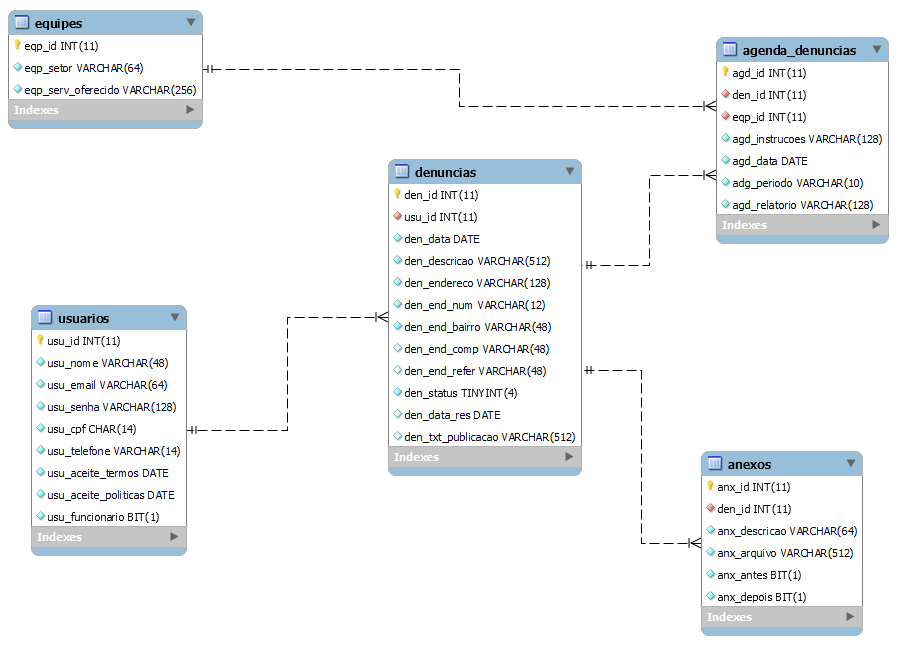 equipes
eqp_id INT(11)
eqp_setor VARCHAR(64)
eqp_serv_oferecido VARCHAR(256)
Indexes
agenda_denuncias
agd_id INT(11)
den_id INT(11)
eqp_id INT(11)
agd_instrucoes VARCHAR(128)
agd_data DATE
adg_periodo VARCHAR(10)
agd_relatorio VARCHAR(128)
Indexes
denuncias
den_id INT(11)
usu_id INT(11)
den_data DATE
den_descricao VARCHAR(512)
den_endereco VARCHAR(128)
den_end_num VARCHAR(12)
den_end_bairro VARCHAR(48)
den_end_comp VARCHAR(48)
den_end_refer VARCHAR(48)
den_status TINYINT(4)
den_data_res DATE
den_txt_publicacao VARCHAR(512)
Indexes
usuarios
usu_id INT(11)
usu_nome VARCHAR(48)
usu_email VARCHAR(64)
usu_senha VARCHAR(128)
usu_cpf CHAR(14)
usu_telefone VARCHAR(14)
usu_aceite_termos DATE
usu_aceite_politicas DATE
usu_funcionario BIT(1)
Indexes
anexos
anx_id INT(11)
den_id INT(11)
anx_descricao VARCHAR(64)
anx_arquivo VARCHAR(512)
anx_antes BIT(1)
anx_depois BIT(1)
Indexes